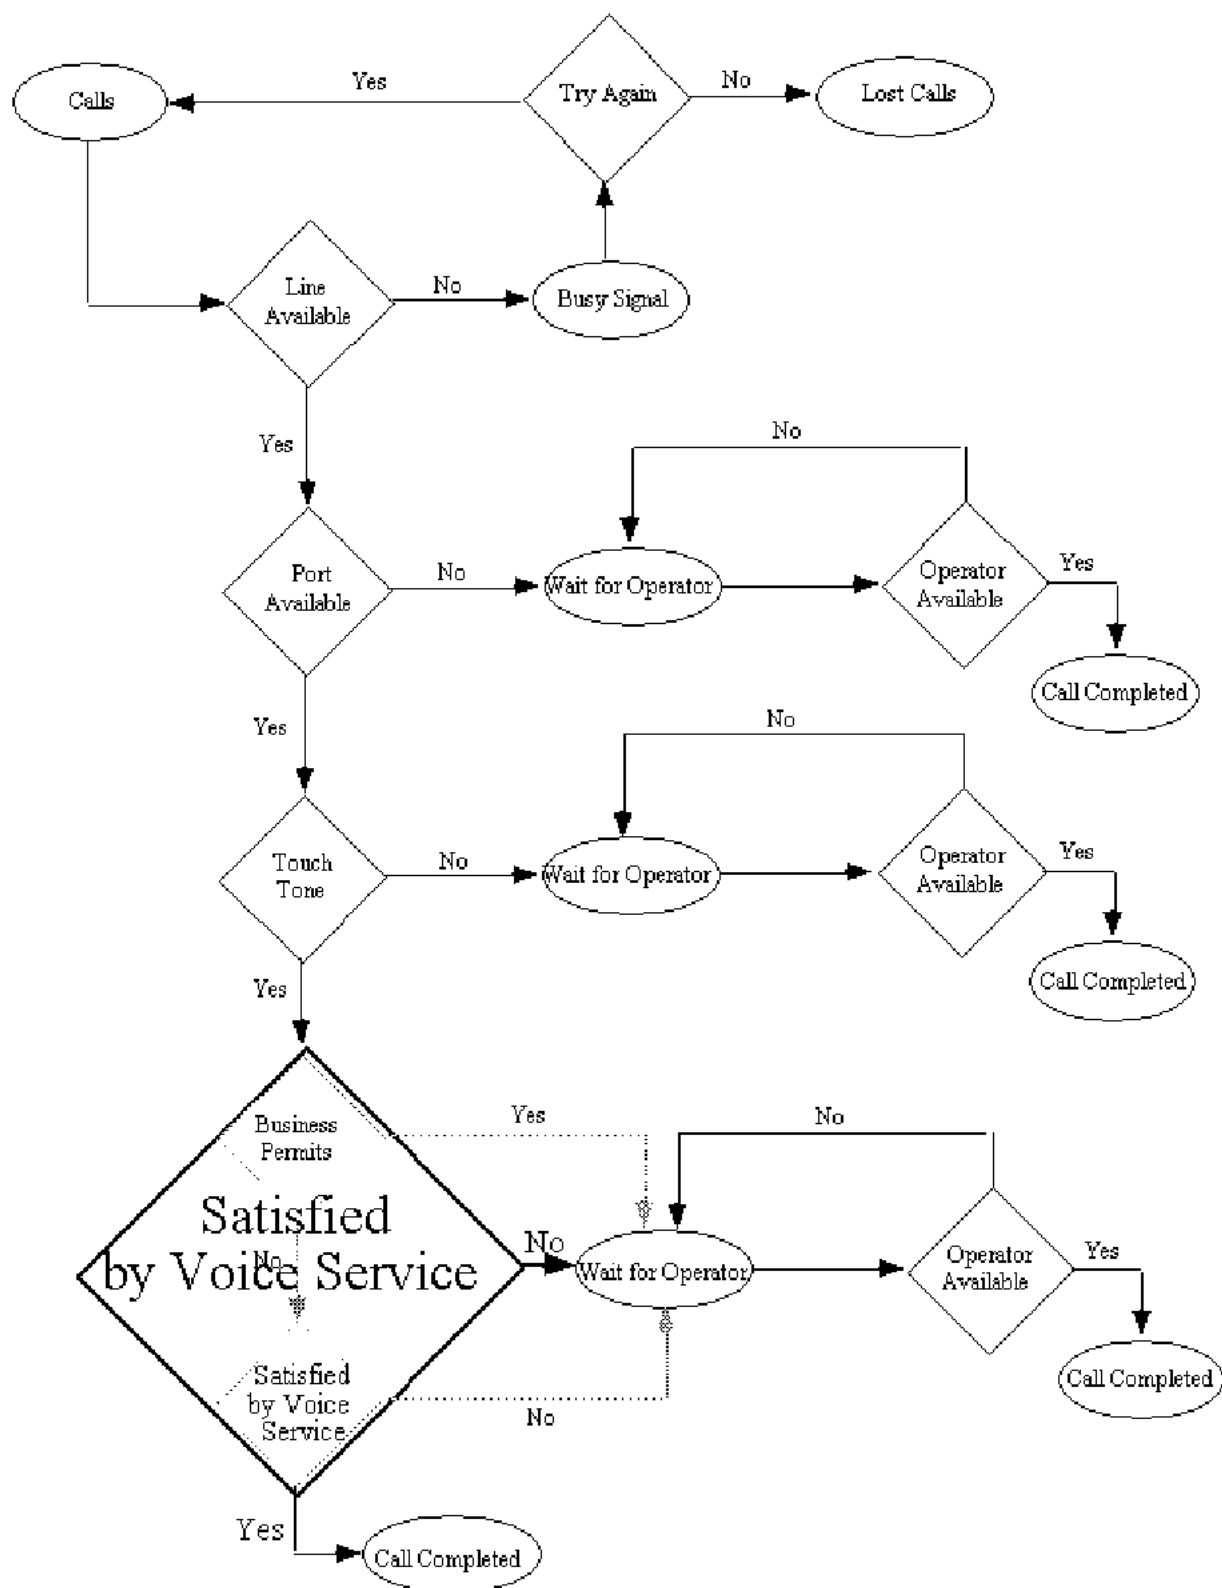 Yes
No
Calls
Try Again
Lost Calls
Line
Available
No
Busy Signal
Yes
No
Port
Available
No
Wait for Operator
Operator
Available
Yes
Call Completed
Yes
No
Touch
Tone
No
Wait for Operator
Operator
Available
Yes
Call Completed
Yes
Business
Permits
Yes
No
Satisfied
by Voice Service
No
No
Wait for Operator
Operator
Available
Yes
Call Completed
Satisfied
by Voice
Service
No
Yes
Call Completed